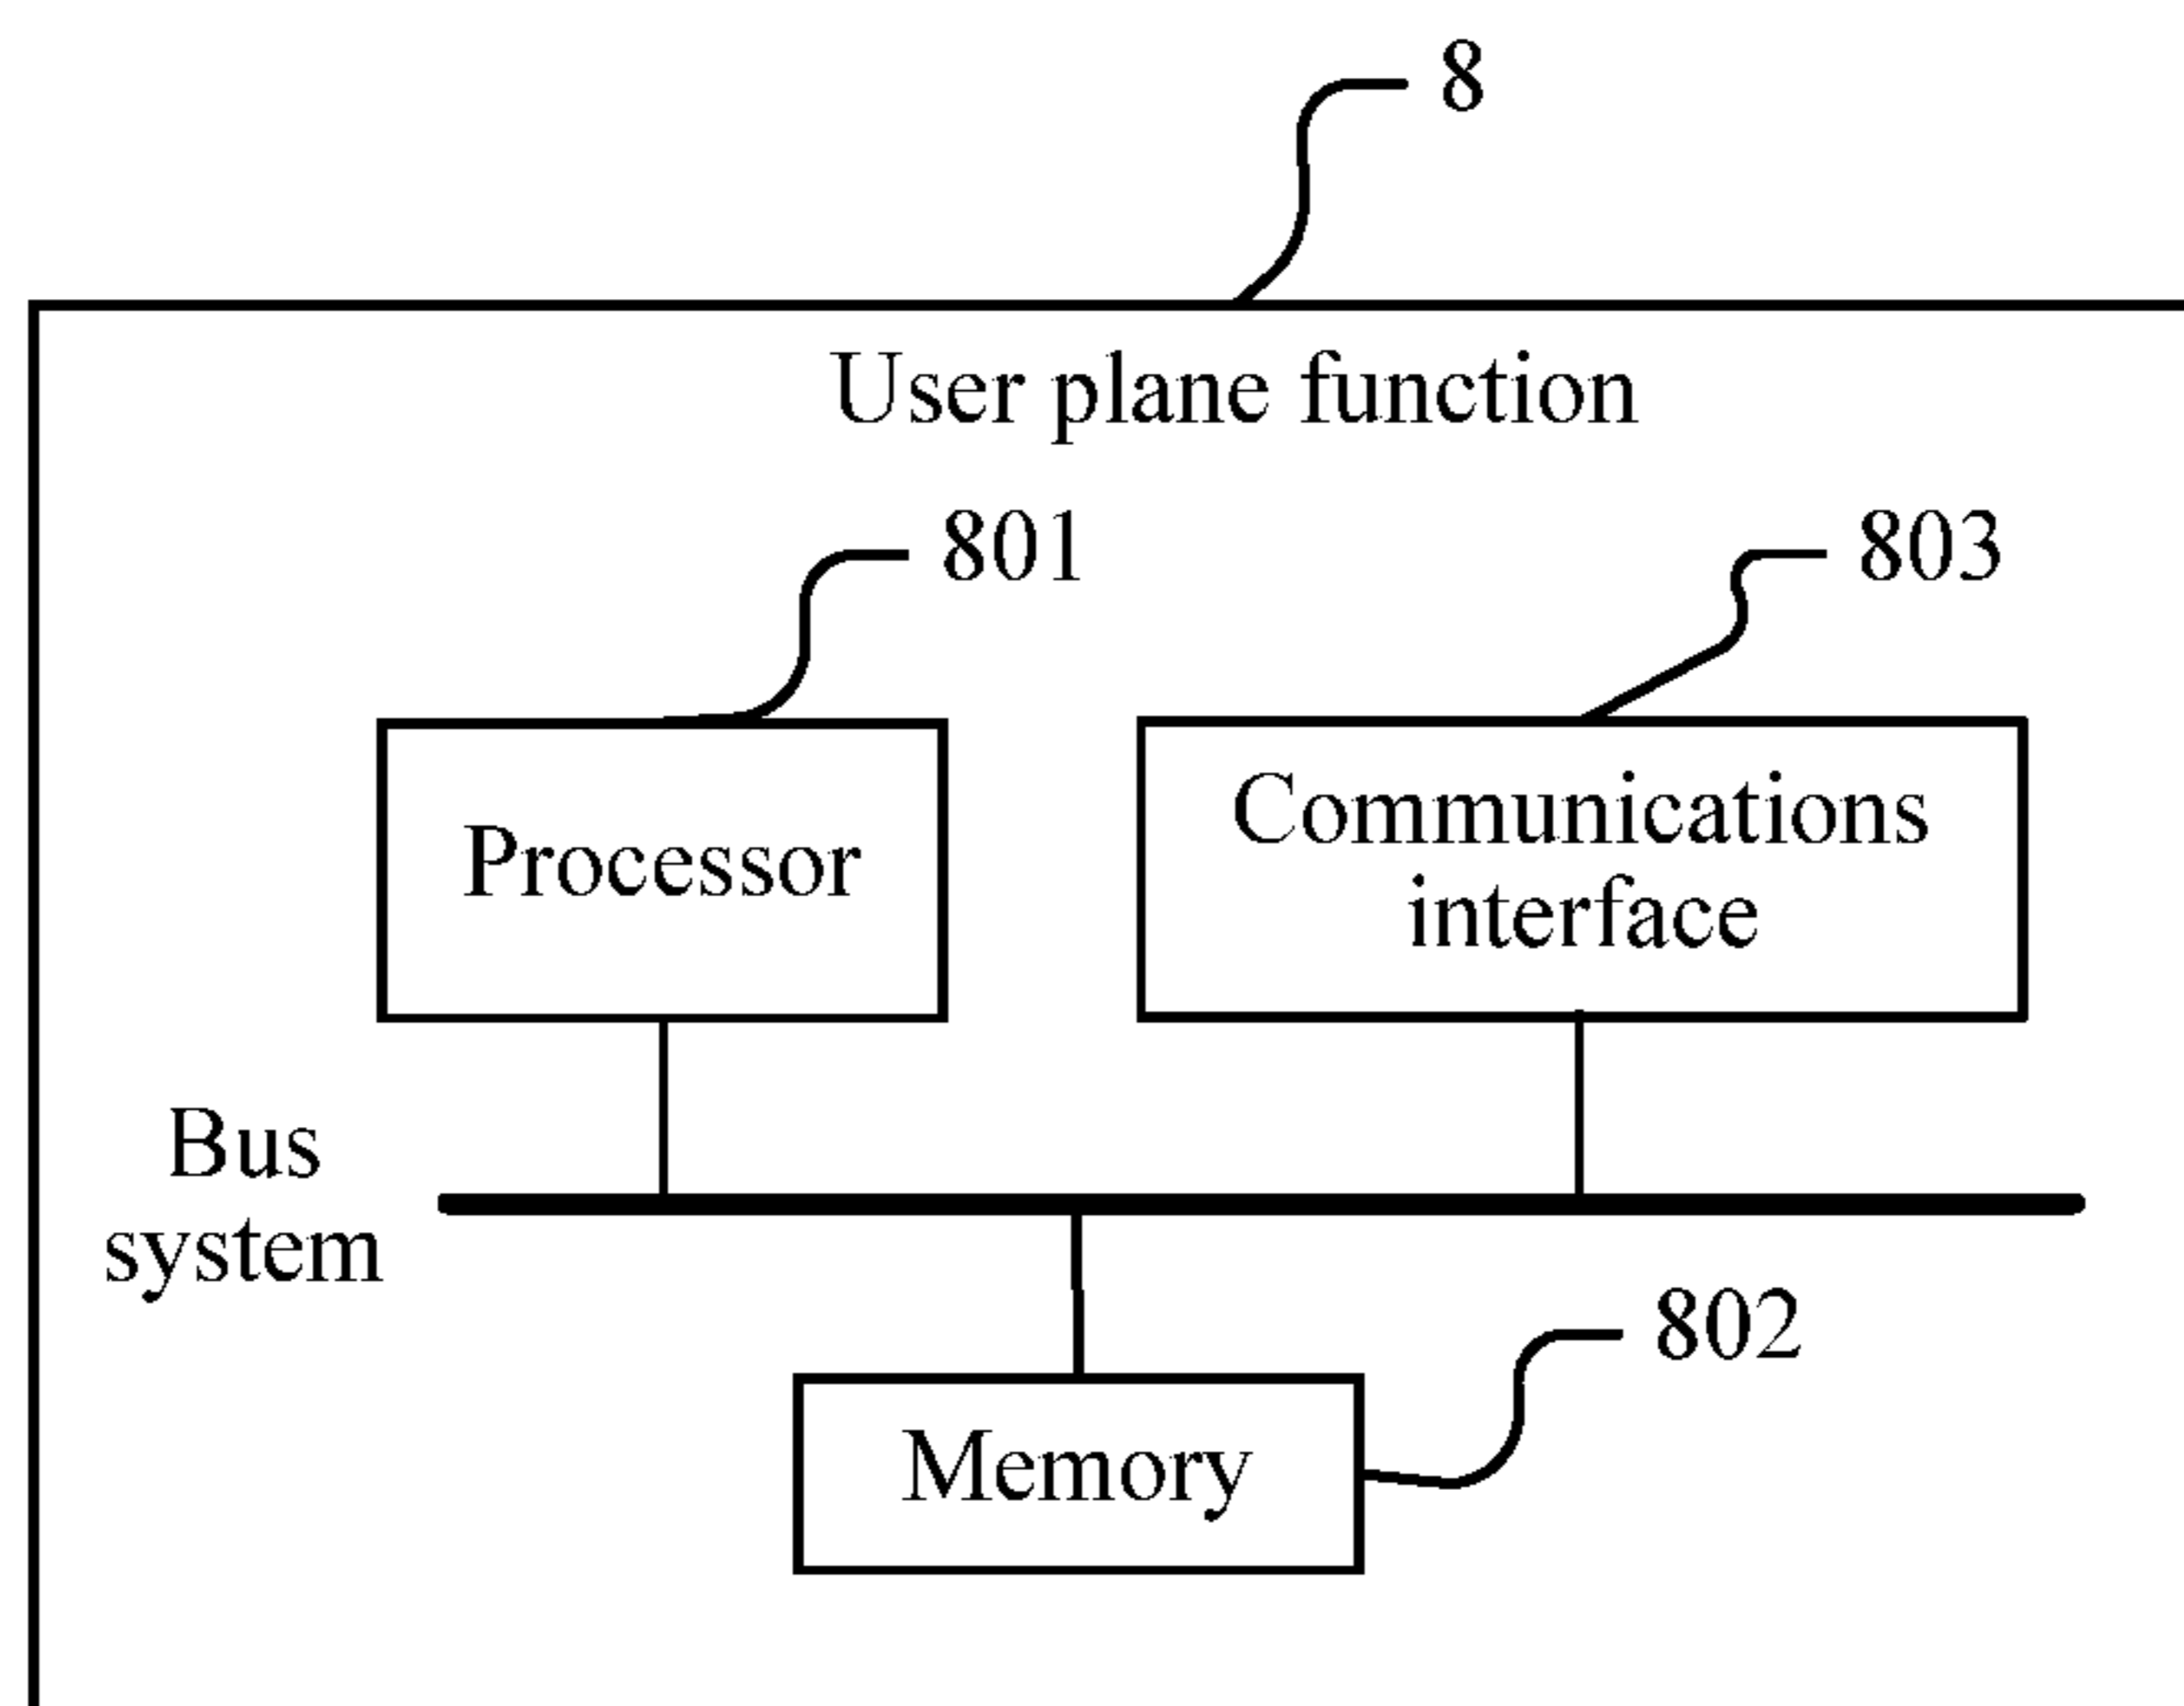 8
User plane function
801
803
Processor
Communications
interface
Bus
system
802
Memory